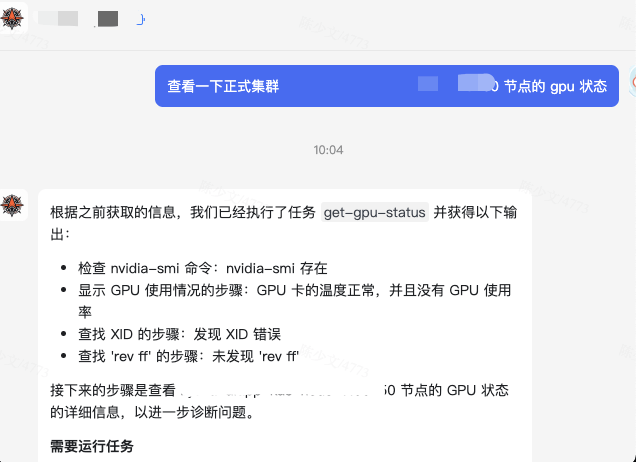 查看一下正式集群 0 节点的 gpu 状态
10:04
根据之前获取的信息，我们已经执行了任务 get-gpu-status 并获得以下输
出：
• 检查 nvidia-smi 命令：nvidia-smi 存在
• 显示 GPU 使用情况的步骤：GPU 卡的温度正常，并且没有 GPU 使用
率
• 查找 XID 的步骤：发现 XID 错误
• 查找 'rev ff' 的步骤：未发现 'rev ff'
接下来的步骤是查看 50 节点的 GPU 状态
的详细信息，以进一步诊断问题。
需要运行任务